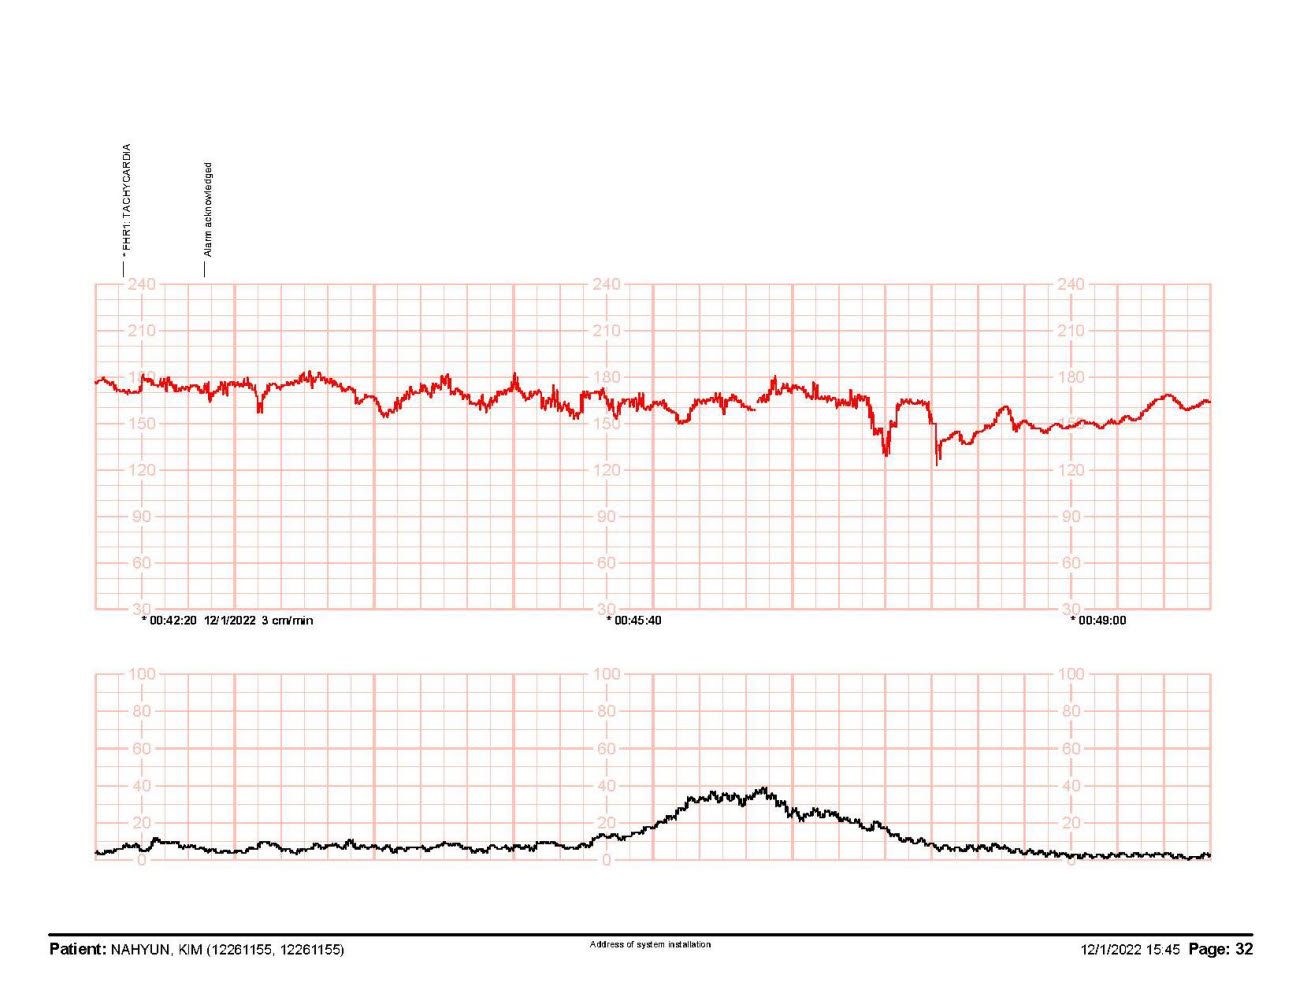 * FHR1: TACHYCARDIA
Alarm acknowledged
240 240 240
210 210 210
180 180 180
150 150 150
120 120 120
90 90 90
60 60 60
30 30 30
* 00:42:20 12/1/2022 3 cm/min * 00:45:40 * 00:49:00
100 100 100
80 80 80
60 60 60
40 40 40
20 20 20
0 0 0
Patient: NAHYUN, KIM (12261155, 12261155) Address of system installation 12/1/2022 15:45 Page: 32